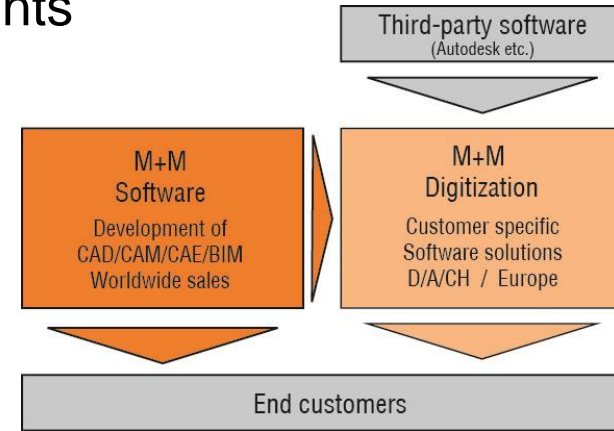 nts
Third-party software
(Autodesk etc.)
M+M
Software
Development of
CAD/CAM/CAE/BIM
Worldwide sales
M+M
Digitization
Customer specific
Software solutions
D/A/CH / Europe
End customers